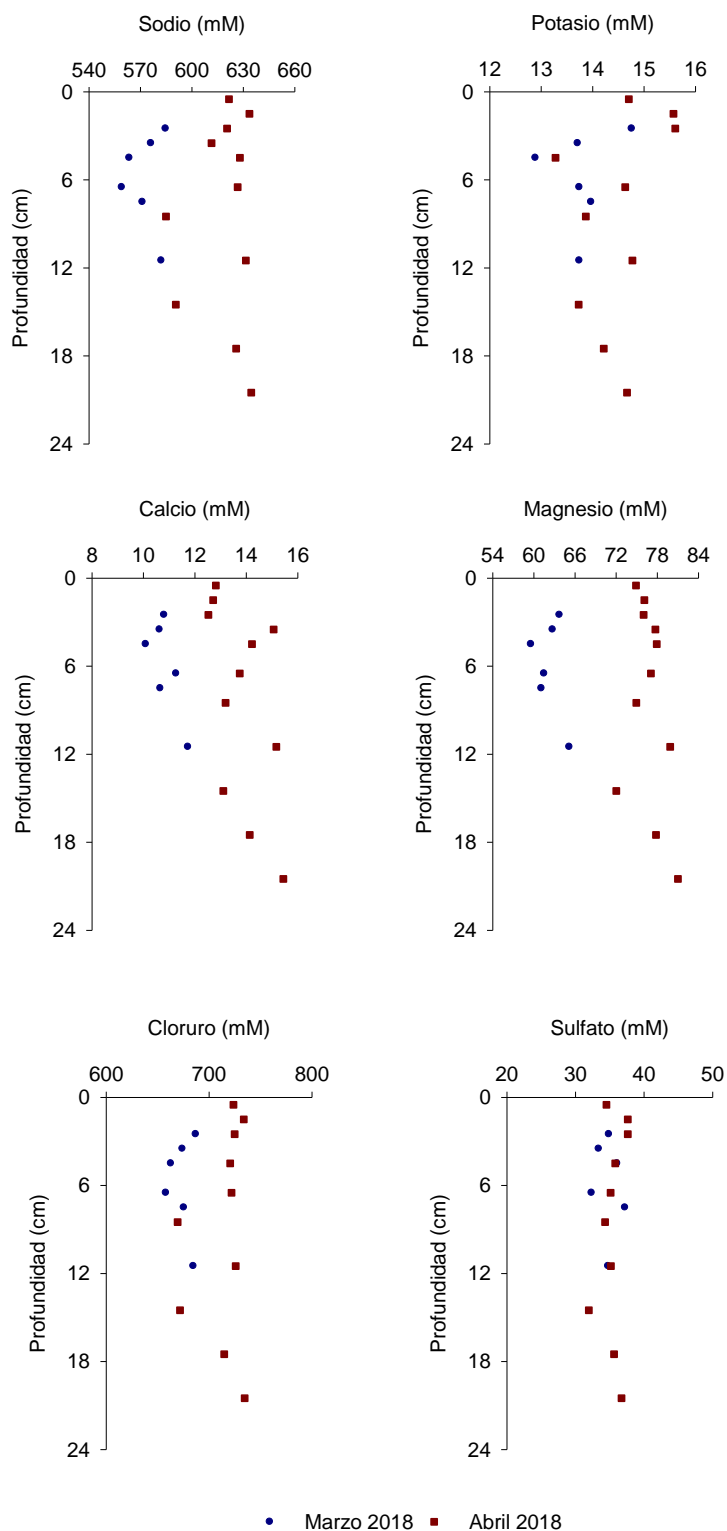 Sodio (mM)
540 570 600 630 660
0
6
12
18
24
Profundidad (cm)
Potasio (mM)
12 13 14 15 16
0
6
12
18
24
Profundidad (cm)
Calcio (mM)
8 10 12 14 16
0
6
12
18
24
Profundidad (cm)
Magnesio (mM)
54 60 66 72 78 84
0
6
12
18
24
Profundidad (cm)
Cloruro (mM)
600 700 800
0
6
12
18
24
Profundidad (cm)
Sulfato (mM)
20 30 40 50
0
6
12
18
24
Profundidad (cm)
Marzo 2018 Abril 2018